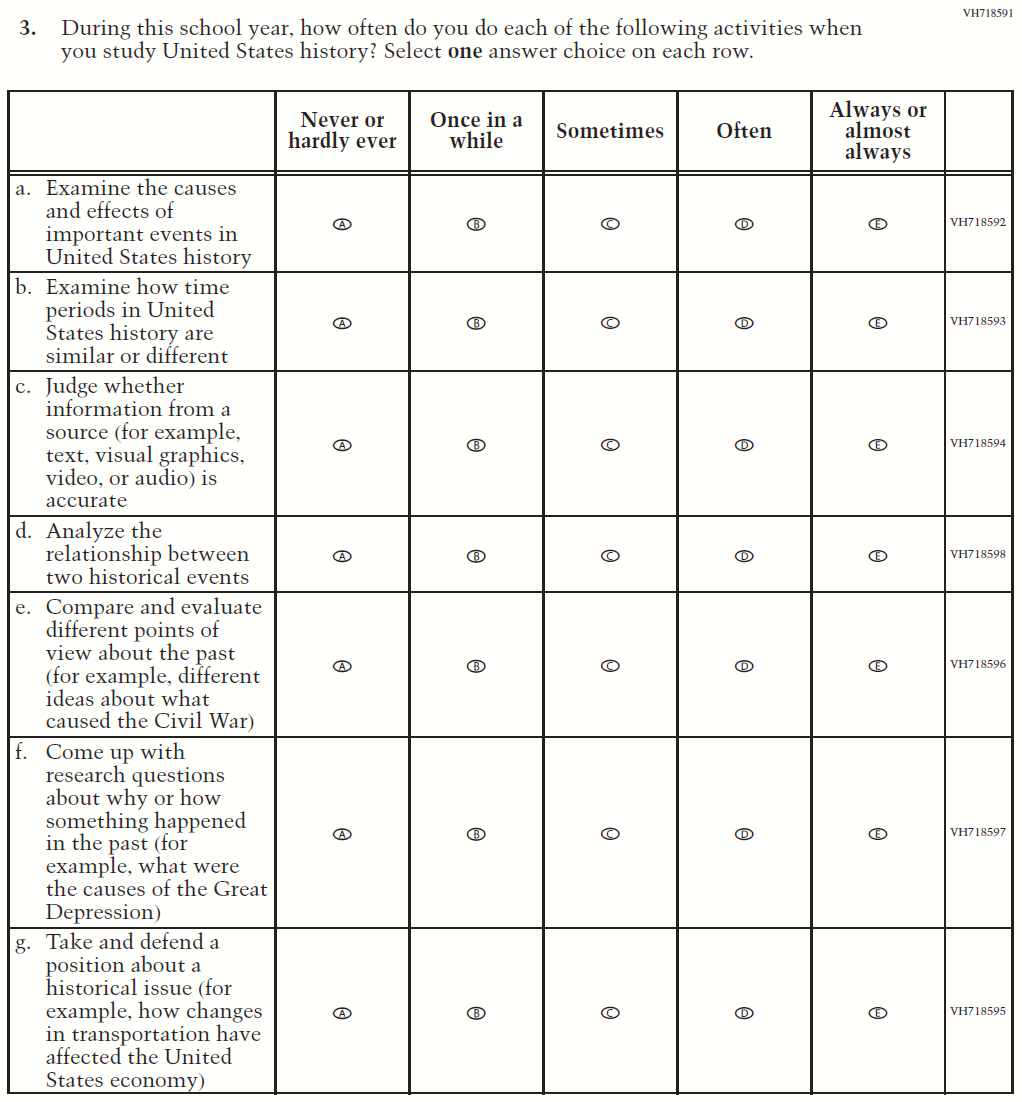 VH718591
3. During this school year, how often do you do each of the following activities when
you study United States history? Select one answer choice on each row.
Never or
hardly ever
Once in a
while
Sometimes
Often
Always or
almost
always
a. Examine the causes
and effects of
important events in
United States history
A B C D E VH718592
b. Examine how time
periods in United
States history are
similar or different
A B C D E VH718593
c. Judge whether
information from a
source (for example,
text, visual graphics,
video, or audio) is
accurate
A B C D E VH718594
d. Analyze the
relationship between
two historical events
A B C D E VH718598
e. Compare and evaluate
different points of
view about the past
(for example, different
ideas about what
caused the Civil War)
A B C D E VH718596
f. Come up with
research questions
about why or how
something happened
in the past (for
example, what were
the causes of the Great
Depression)
A B C D E VH718597
g. Take and defend a
position about a
historical issue (for
example, how changes
in transportation have
affected the United
States economy)
A B C D E VH718595